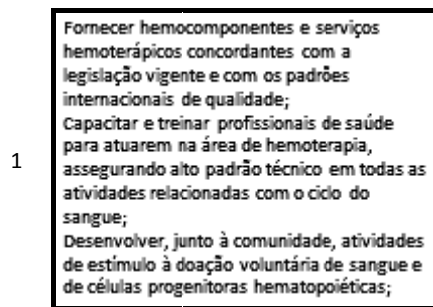 Fornecer hemocomponentes e serviços
hemoterápicos concordantes com a
legislação vigente e com os padrões
internacionais de qualidade;
Capacitar e treinar profissionais de saúde
para atuarem na área de hemoterapia,
1
assegurando alto padrão técnico em todas as
atividades relacionadas com o ciclo do
sangue;
Desenvolver, junto à comunidade, atividades
de estímulo à doação voluntária de sangue e
de células progenitoras hematopoiéticas;